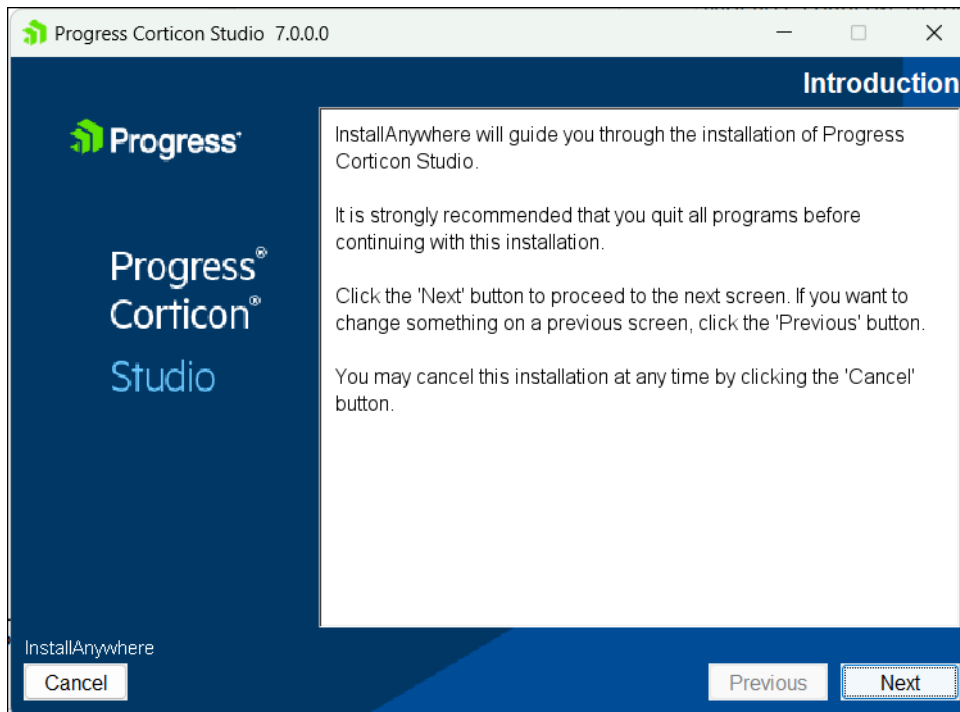 Progress Corticon Studio 7.0.0.0
Introduction
Progress
Progress®
Corticon®
Studio
InstallAnywhere will guide you through the installation of Progress
Corticon Studio.
It is strongly recommended that you quit all programs before
continuing with this installation.
Click the 'Next' button to proceed to the next screen. If you want to
change something on a previous screen, click the 'Previous' button.
You may cancel this installation at any time by clicking the 'Cancel'
button.
InstallAnywhere
Cancel
Previous
Next